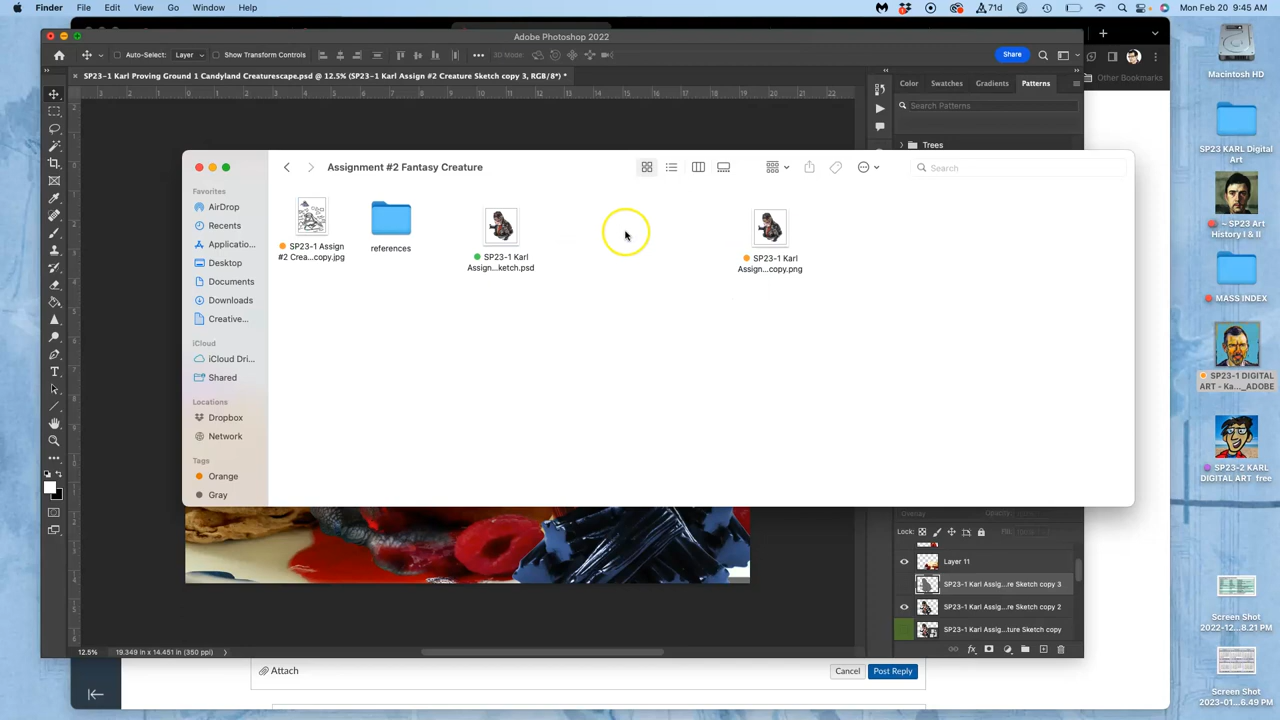 Finder File Edit View Go Window Help
71d
Mon Feb 20 9:45 AM
Adobe Photoshop 2022
Auto-Select: Layer Show Transform Controls
3D Mode:
Share
SP23-1 Karl Proving Ground 1 Candyland Creaturescape.psd @ 12.5% (SP23-1 Karl Assign #2 Creature Sketch copy 3, RGB/8*) *
Color Swatches Gradients Patterns
Search Patterns
Trees
Other Bookmarks
Assignment #2 Fantasy Creature
Search
Favorites
AirDrop
Recents
Applicatio...
Desktop
Documents
Downloads
Creative...
iCloud
iCloud Dri...
Shared
Locations
Dropbox
Network
Tags
Orange
Gray
SP23-1 Assign
#2 Crea...copy.jpg
references
SP23-1 Karl
Assign...ketch.psd
SP23-1 Karl
Assign...copy.png
Overlay
Opacity:
Lock: Fill:
Layer 11
SP23-1 Karl Assig...re Sketch copy 3
SP23-1 Karl Assig...re Sketch copy 2
SP23-1 Karl Assig...ture Sketch copy
12.5% 19.349 in x 14.451 in (350 ppi)
Attach
Cancel Post Reply
Macintosh HD
SP23 KARL Digital
Art
~ SP23 Art
History I & II
MASS INDEX
SP23-1 DIGITAL
ART - Ka..._ADOBE
SP23-2 KARL
DIGITAL ART free
Screen Shot
2022-12...8.21 PM
Screen Shot
2023-01...6.49 PM